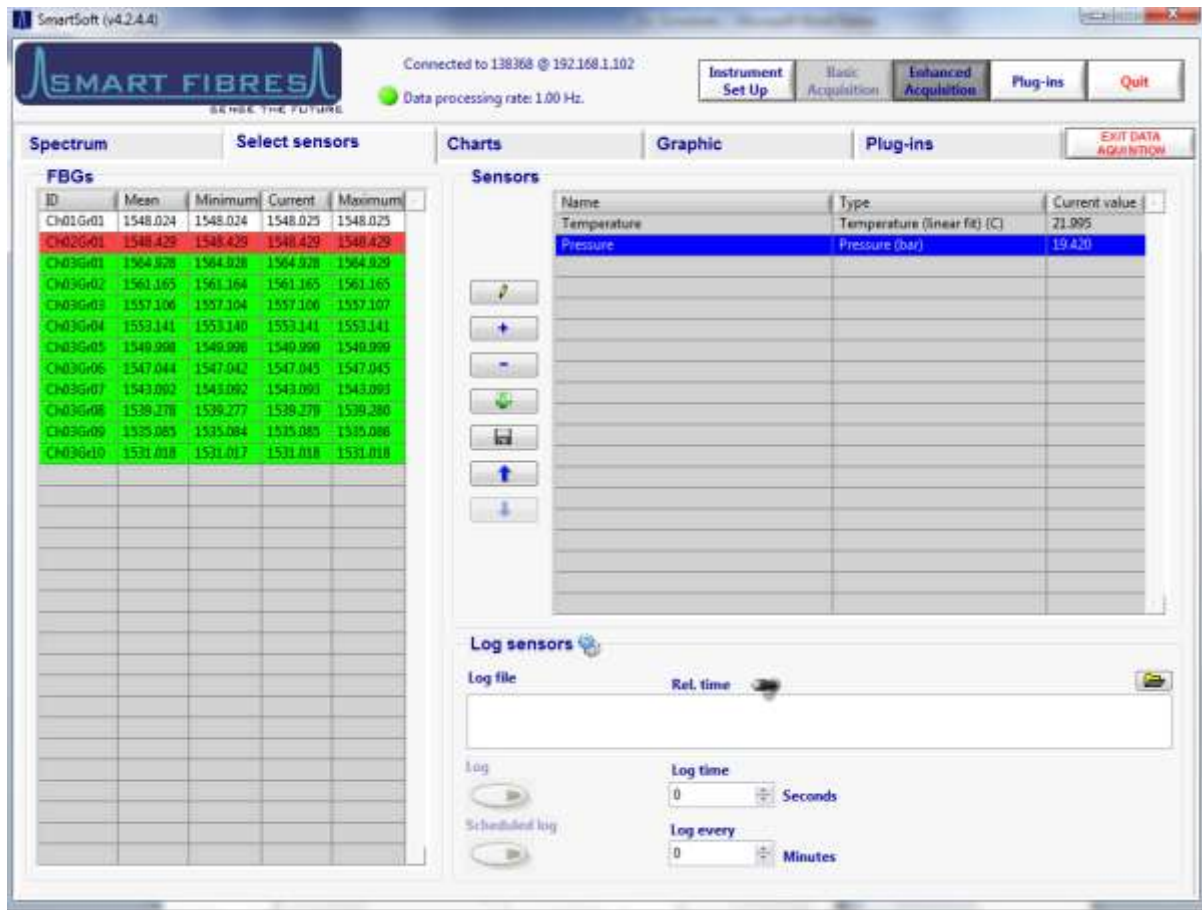 SmartSoft (v4.2.4.4)
SMART FIBRES
SENSE THE FUTURE
Connected to 138368 @ 192.168.1.102
Data processing rate: 1.00 Hz.
Instrument Set Up
Basic Acquisition
Enhanced Acquisition
Plug-ins
Quit
Spectrum Select sensors Charts Graphic Plug-ins
EXIT DATA AQUINTION
FBGs
ID Mean Minimum Current Maximum
Ch01Gr01 1548.024 1548.024 1548.025 1548.025
Ch02Gr01 1548.429 1548.429 1548.429 1548.429
Ch03Gr01 1564.928 1564.928 1564.928 1564.929
Ch03Gr02 1561.165 1561.164 1561.165 1561.165
Ch03Gr03 1557.106 1557.104 1557.106 1557.107
Ch03Gr04 1553.141 1553.140 1553.141 1553.141
Ch03Gr05 1549.998 1549.998 1549.999 1549.999
Ch03Gr06 1547.044 1547.042 1547.045 1547.045
Ch03Gr07 1543.092 1543.092 1543.093 1543.093
Ch03Gr08 1539.278 1539.277 1539.279 1539.280
Ch03Gr09 1535.085 1535.084 1535.085 1535.086
Ch03Gr10 1531.018 1531.017 1531.018 1531.018
Sensors
Name Type Current value
Temperature Temperature (linear fit) (C) 21.995
Pressure Pressure (bar) 19.420
Log sensors
Log file
Rel. time
Log
Log time
0 Seconds
Scheduled log
Log every
0 Minutes